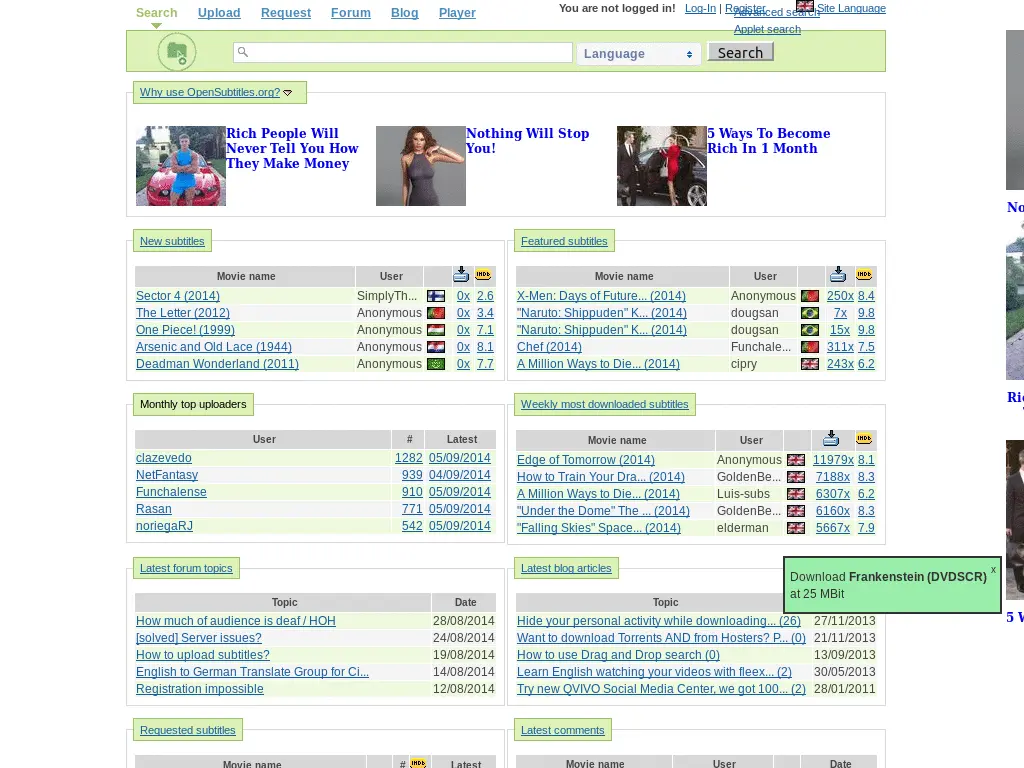 Search Upload Request Forum Blog Player
You are not logged in! Log-In | Register Site Language
Advanced search
Applet search
Language Search
Why use OpenSubtitles.org?
Rich People Will Never Tell You How They Make Money
Nothing Will Stop You!
5 Ways To Become Rich In 1 Month
No
New subtitles
Movie name User IMDb
Sector 4 (2014) SimplyTh... 0x 2.6
The Letter (2012) Anonymous 0x 3.4
One Piece! (1999) Anonymous 0x 7.1
Arsenic and Old Lace (1944) Anonymous 0x 8.1
Deadman Wonderland (2011) Anonymous 0x 7.7
Featured subtitles
Movie name User IMDb
X-Men: Days of Future... (2014) Anonymous 250x 8.4
"Naruto: Shippuden" K... (2014) dougsan 7x 9.8
"Naruto: Shippuden" K... (2014) dougsan 15x 9.8
Chef (2014) Funchale... 311x 7.5
A Million Ways to Die... (2014) cipry 243x 6.2
Monthly top uploaders
User # Latest
clazevedo 1282 05/09/2014
NetFantasy 939 04/09/2014
Funchalense 910 05/09/2014
Rasan 771 05/09/2014
noriegaRJ 542 05/09/2014
Weekly most downloaded subtitles
Movie name User IMDb
Edge of Tomorrow (2014) Anonymous 11979x 8.1
How to Train Your Dra... (2014) GoldenBe... 7188x 8.3
A Million Ways to Die... (2014) Luis-subs 6307x 6.2
"Under the Dome" The ... (2014) GoldenBe... 6160x 8.3
"Falling Skies" Space... (2014) elderman 5667x 7.9
Latest forum topics
Topic Date
How much of audience is deaf / HOH 28/08/2014
[solved] Server issues? 24/08/2014
How to upload subtitles? 19/08/2014
English to German Translate Group for Ci... 14/08/2014
Registration impossible 12/08/2014
Latest blog articles
Topic
Hide your personal activity while downloading... (26) 27/11/2013
Want to download Torrents AND from Hosters? P... (0) 21/11/2013
How to use Drag and Drop search (0) 13/09/2013
Learn English watching your videos with fleex... (2) 30/05/2013
Try new QVIVO Social Media Center, we got 100... (2) 28/01/2011
Download Frankenstein (DVDSCR) x
at 25 MBit
5 W
Requested subtitles
Movie name # IMDb Latest
Latest comments
Movie name User Date